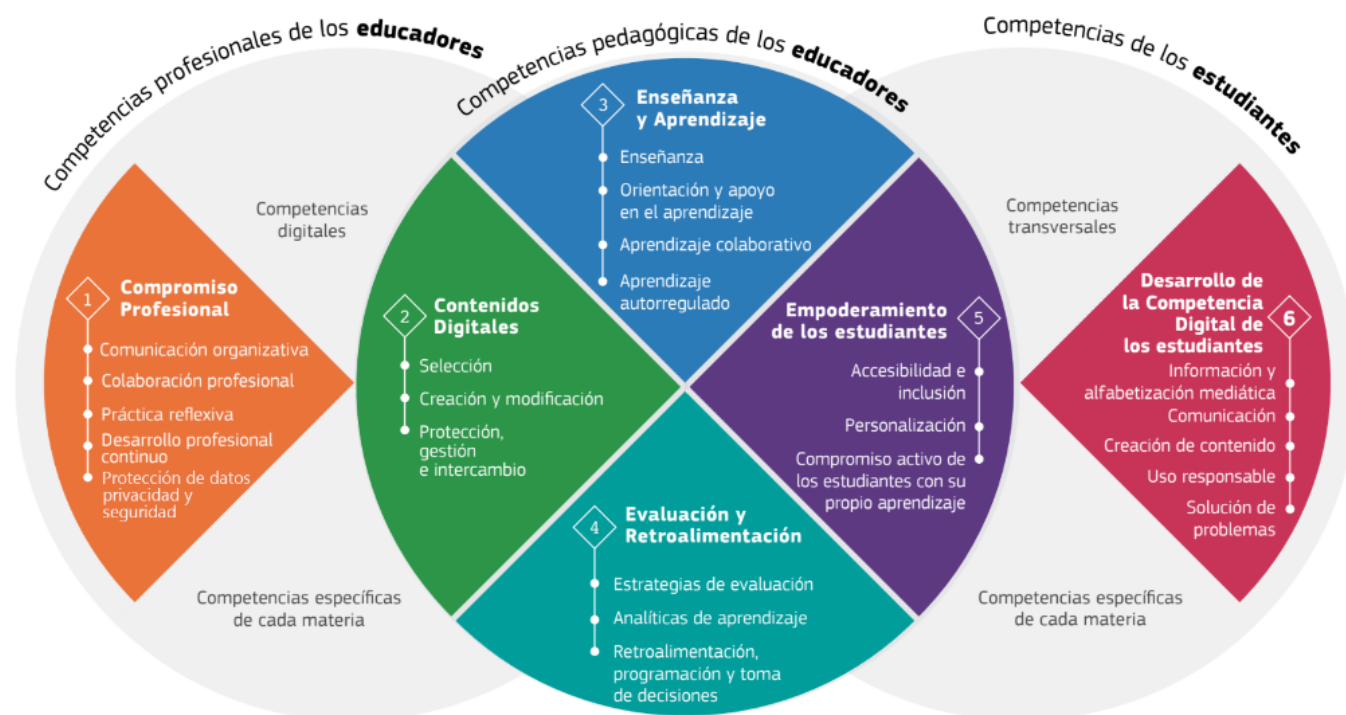 Competencias profesionales de los educadores
Competencias pedagógicas de los educadores
Competencias de los estudiantes
Competencias
digitales
Competencias
transversales
1
Compromiso
Profesional
Comunicación organizativa
Colaboración profesional
Práctica reflexiva
Desarrollo profesional
continuo
Protección de datos
privacidad y
seguridad
2
Contenidos
Digitales
Selección
Creación y modificación
Protección,
gestión
e intercambio
3
Enseñanza
y Aprendizaje
Enseñanza
Orientación y apoyo
en el aprendizaje
Aprendizaje colaborativo
Aprendizaje
autorregulado
4
Evaluación y
Retroalimentación
Estrategias de evaluación
Analíticas de aprendizaje
Retroalimentación,
programación y toma
de decisiones
5
Empoderamiento
de los estudiantes
Accesibilidad e
inclusión
Personalización
Compromiso activo de
los estudiantes con su
propio aprendizaje
6
Desarrollo de
la Competencia
Digital de
los estudiantes
Información y
alfabetización mediática
Comunicación
Creación de contenido
Uso responsable
Solución de
problemas
Competencias específicas
de cada materia
Competencias específicas
de cada materia